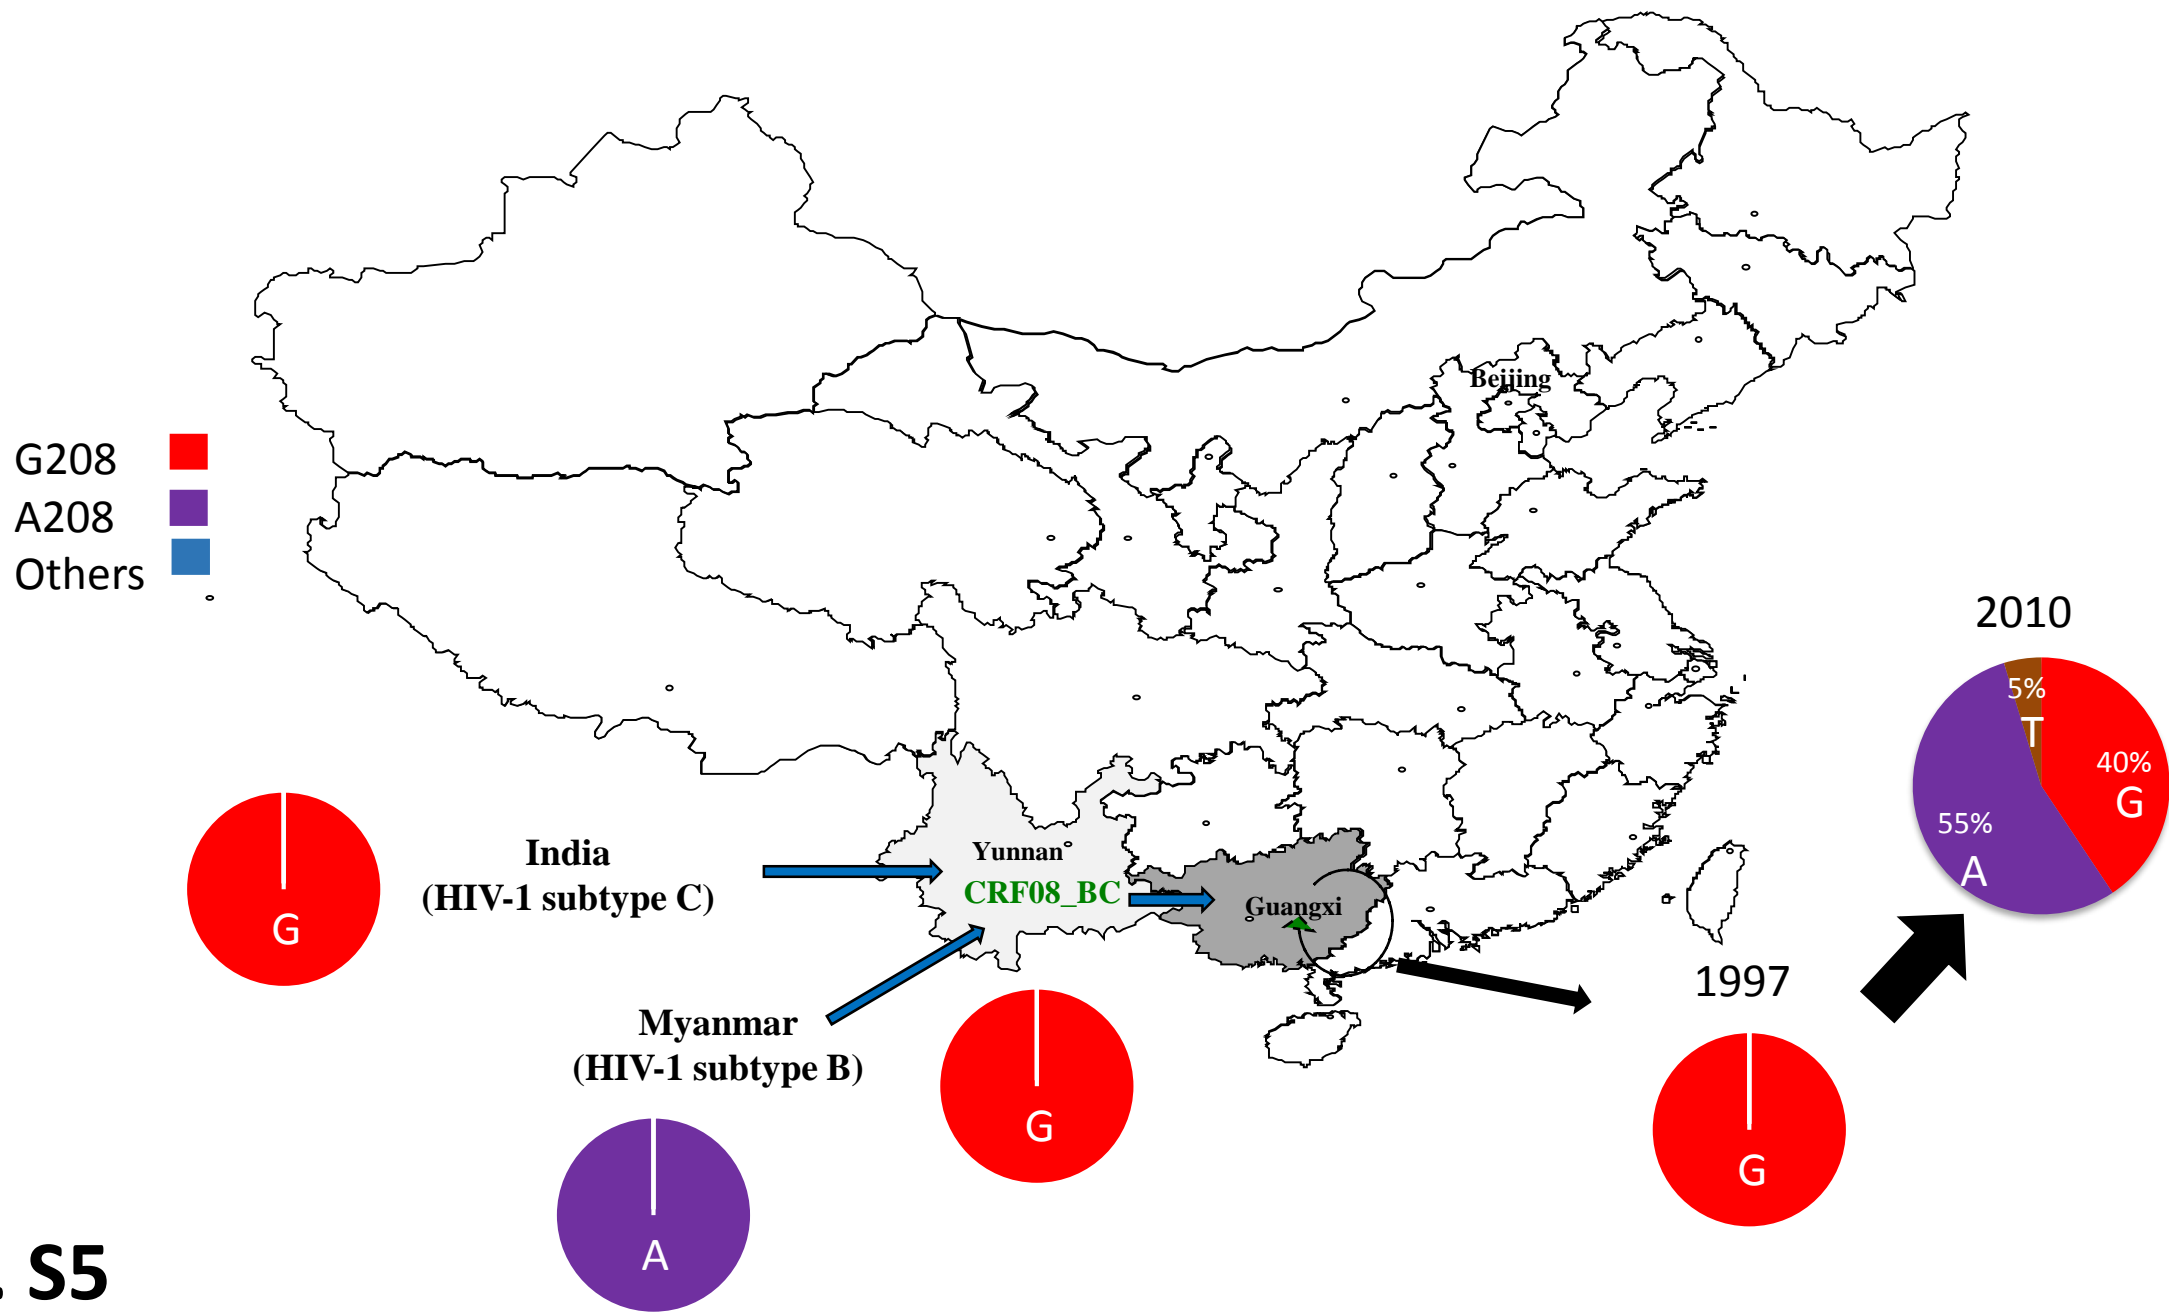 Beijing
G208
A208
Others
2010
5%
T
40%
G
55%
A
India
(HIV-1 subtype C)
G
Yunnan
CRF08_BC
Guangxi
Myanmar
(HIV-1 subtype B)
1997
G
G
A
. S5